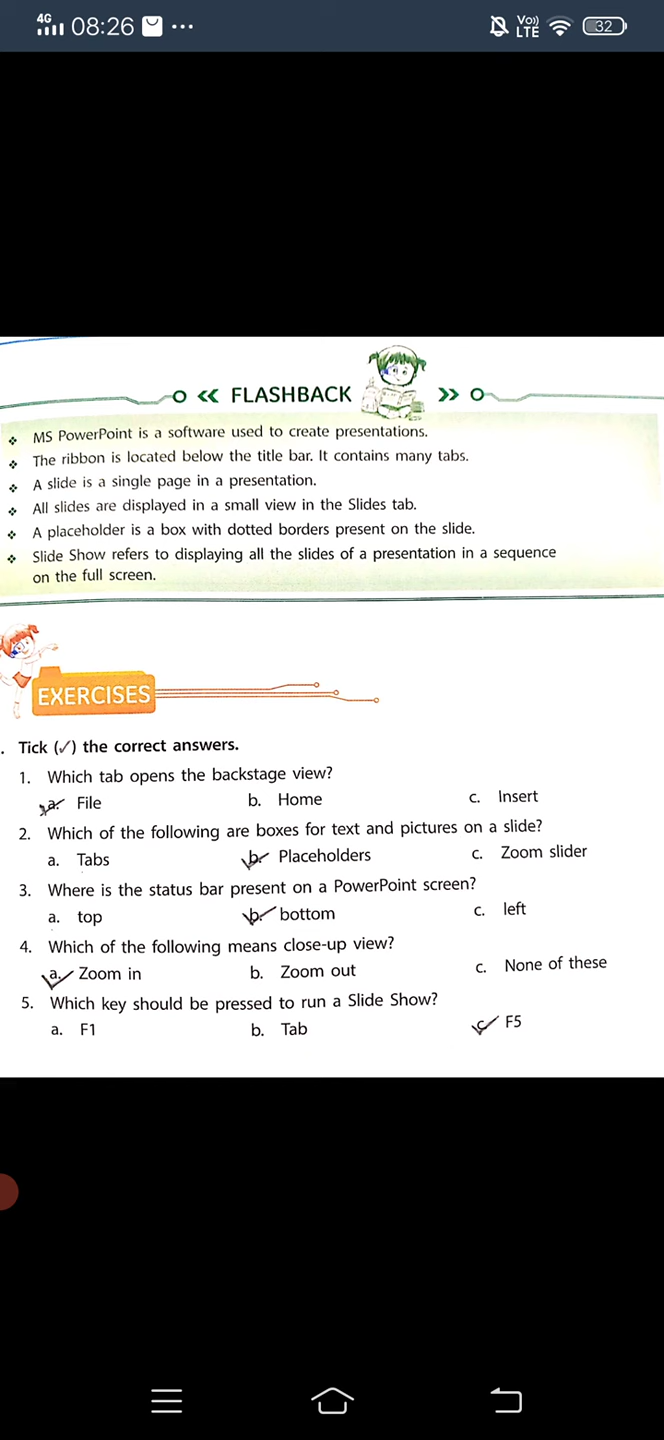 4G 08:26 ... Vo)) LTE 32
<< FLASHBACK >>
MS PowerPoint is a software used to create presentations.
The ribbon is located below the title bar. It contains many tabs.
A slide is a single page in a presentation.
All slides are displayed in a small view in the Slides tab.
A placeholder is a box with dotted borders present on the slide.
Slide Show refers to displaying all the slides of a presentation in a sequence
on the full screen.
EXERCISES
. Tick (✓) the correct answers.
1. Which tab opens the backstage view?
a. File b. Home c. Insert
2. Which of the following are boxes for text and pictures on a slide?
a. Tabs b. Placeholders c. Zoom slider
3. Where is the status bar present on a PowerPoint screen?
a. top b. bottom c. left
4. Which of the following means close-up view?
a. Zoom in b. Zoom out c. None of these
5. Which key should be pressed to run a Slide Show?
a. F1 b. Tab c. F5